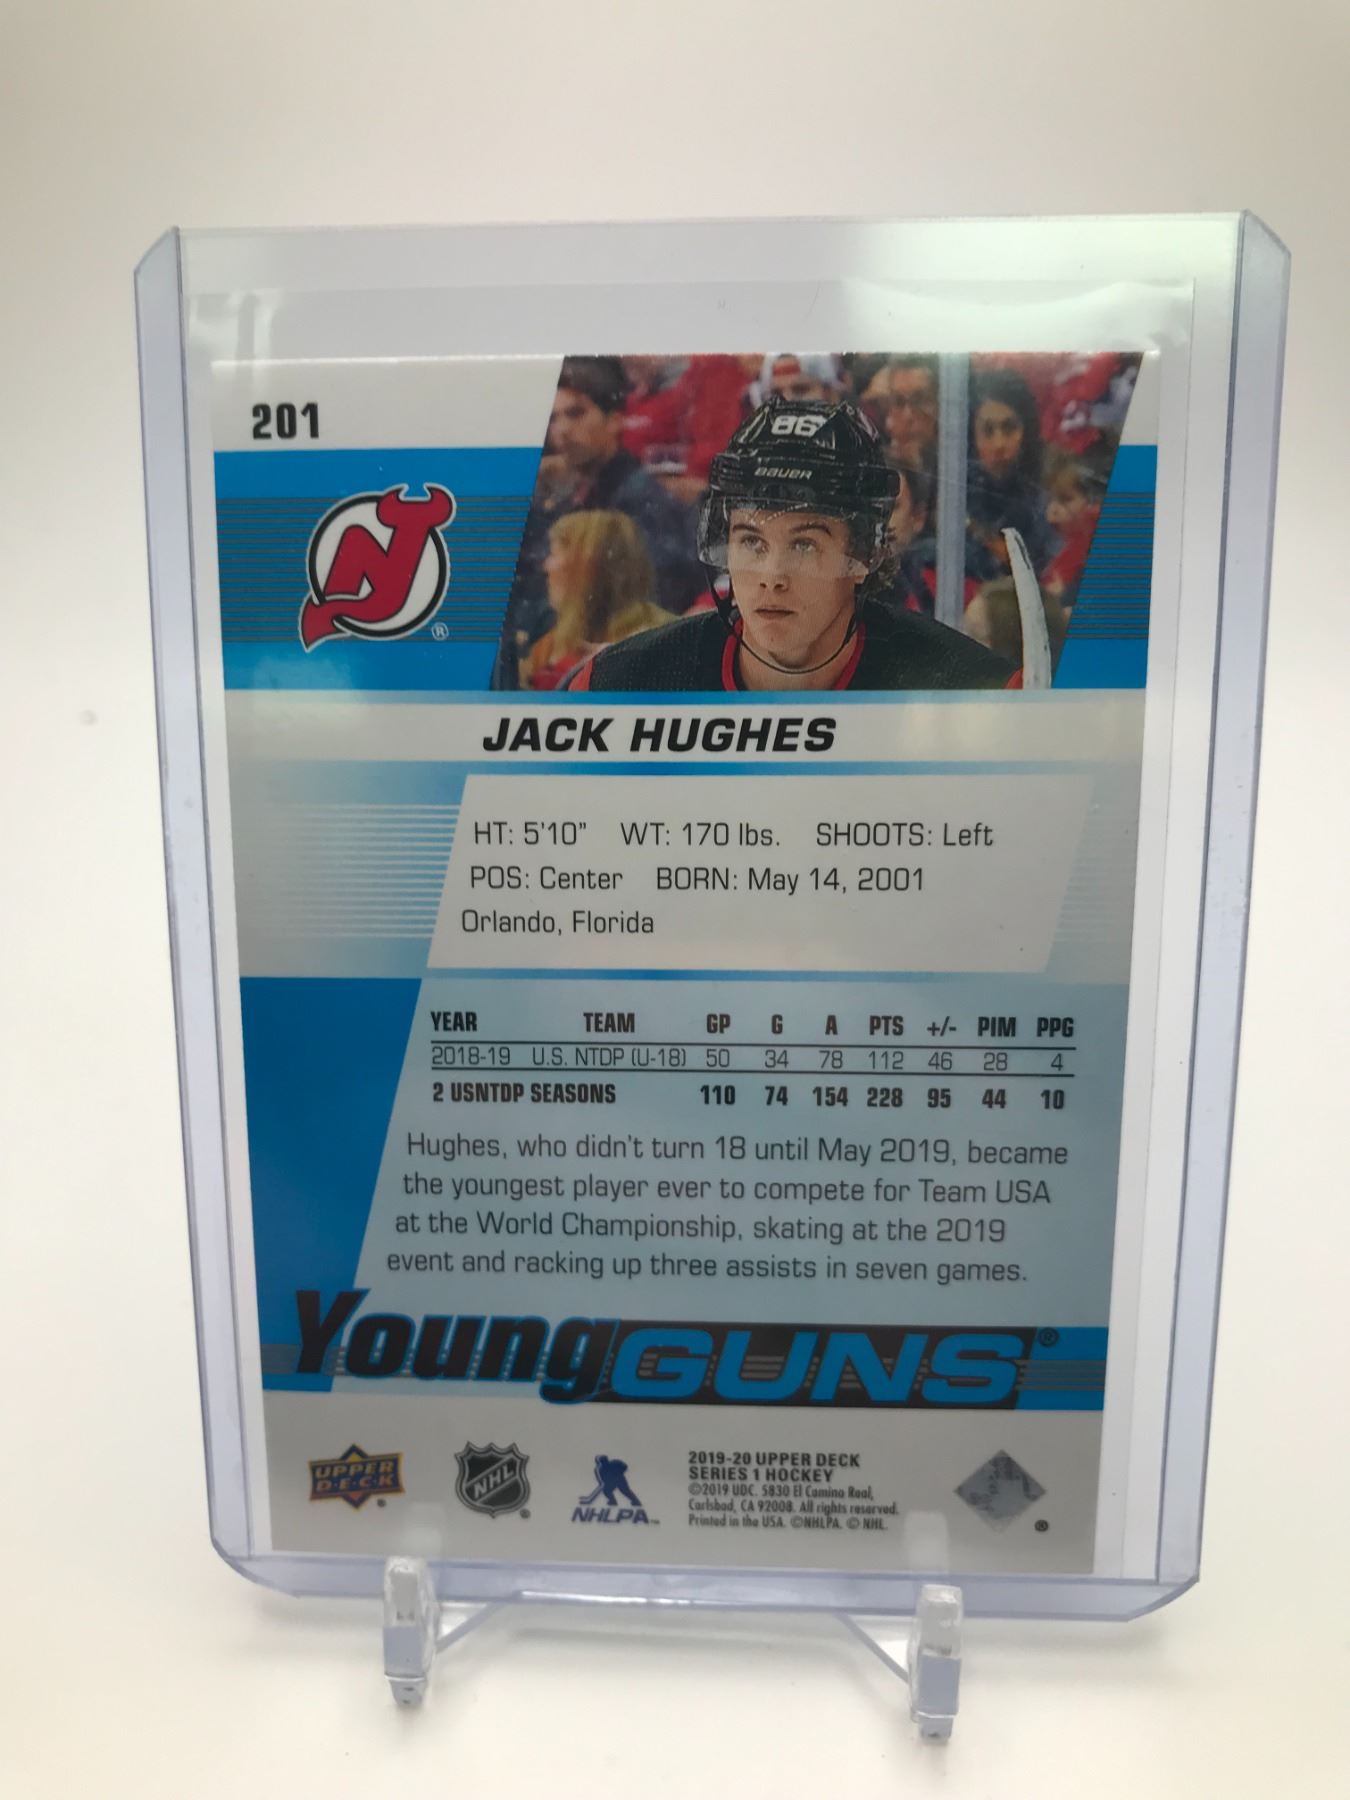 201
86
BAUER
NJ
®
JACK HUGHES
HT: 5'10" WT: 170 lbs. SHOOTS: Left
POS: Center BORN: May 14, 2001
Orlando, Florida
YEAR TEAM GP G A PTS +/- PIM PPG
2018-19 U.S. NTDP (U-18) 50 34 78 112 46 28 4
2 USNTDP SEASONS 110 74 154 228 95 44 10
Hughes, who didn't turn 18 until May 2019, became
the youngest player ever to compete for Team USA
at the World Championship, skating at the 2019
event and racking up three assists in seven games.
Young GUNS®
UPPER
D·E·C·K
®
NHL
®
NHLPA™
2019-20 UPPER DECK
SERIES 1 HOCKEY
©2019 UDC. 5830 El Camino Real,
Carlsbad, CA 92008. All rights reserved.
Printed in the USA. ©NHLPA. © NHL.
®